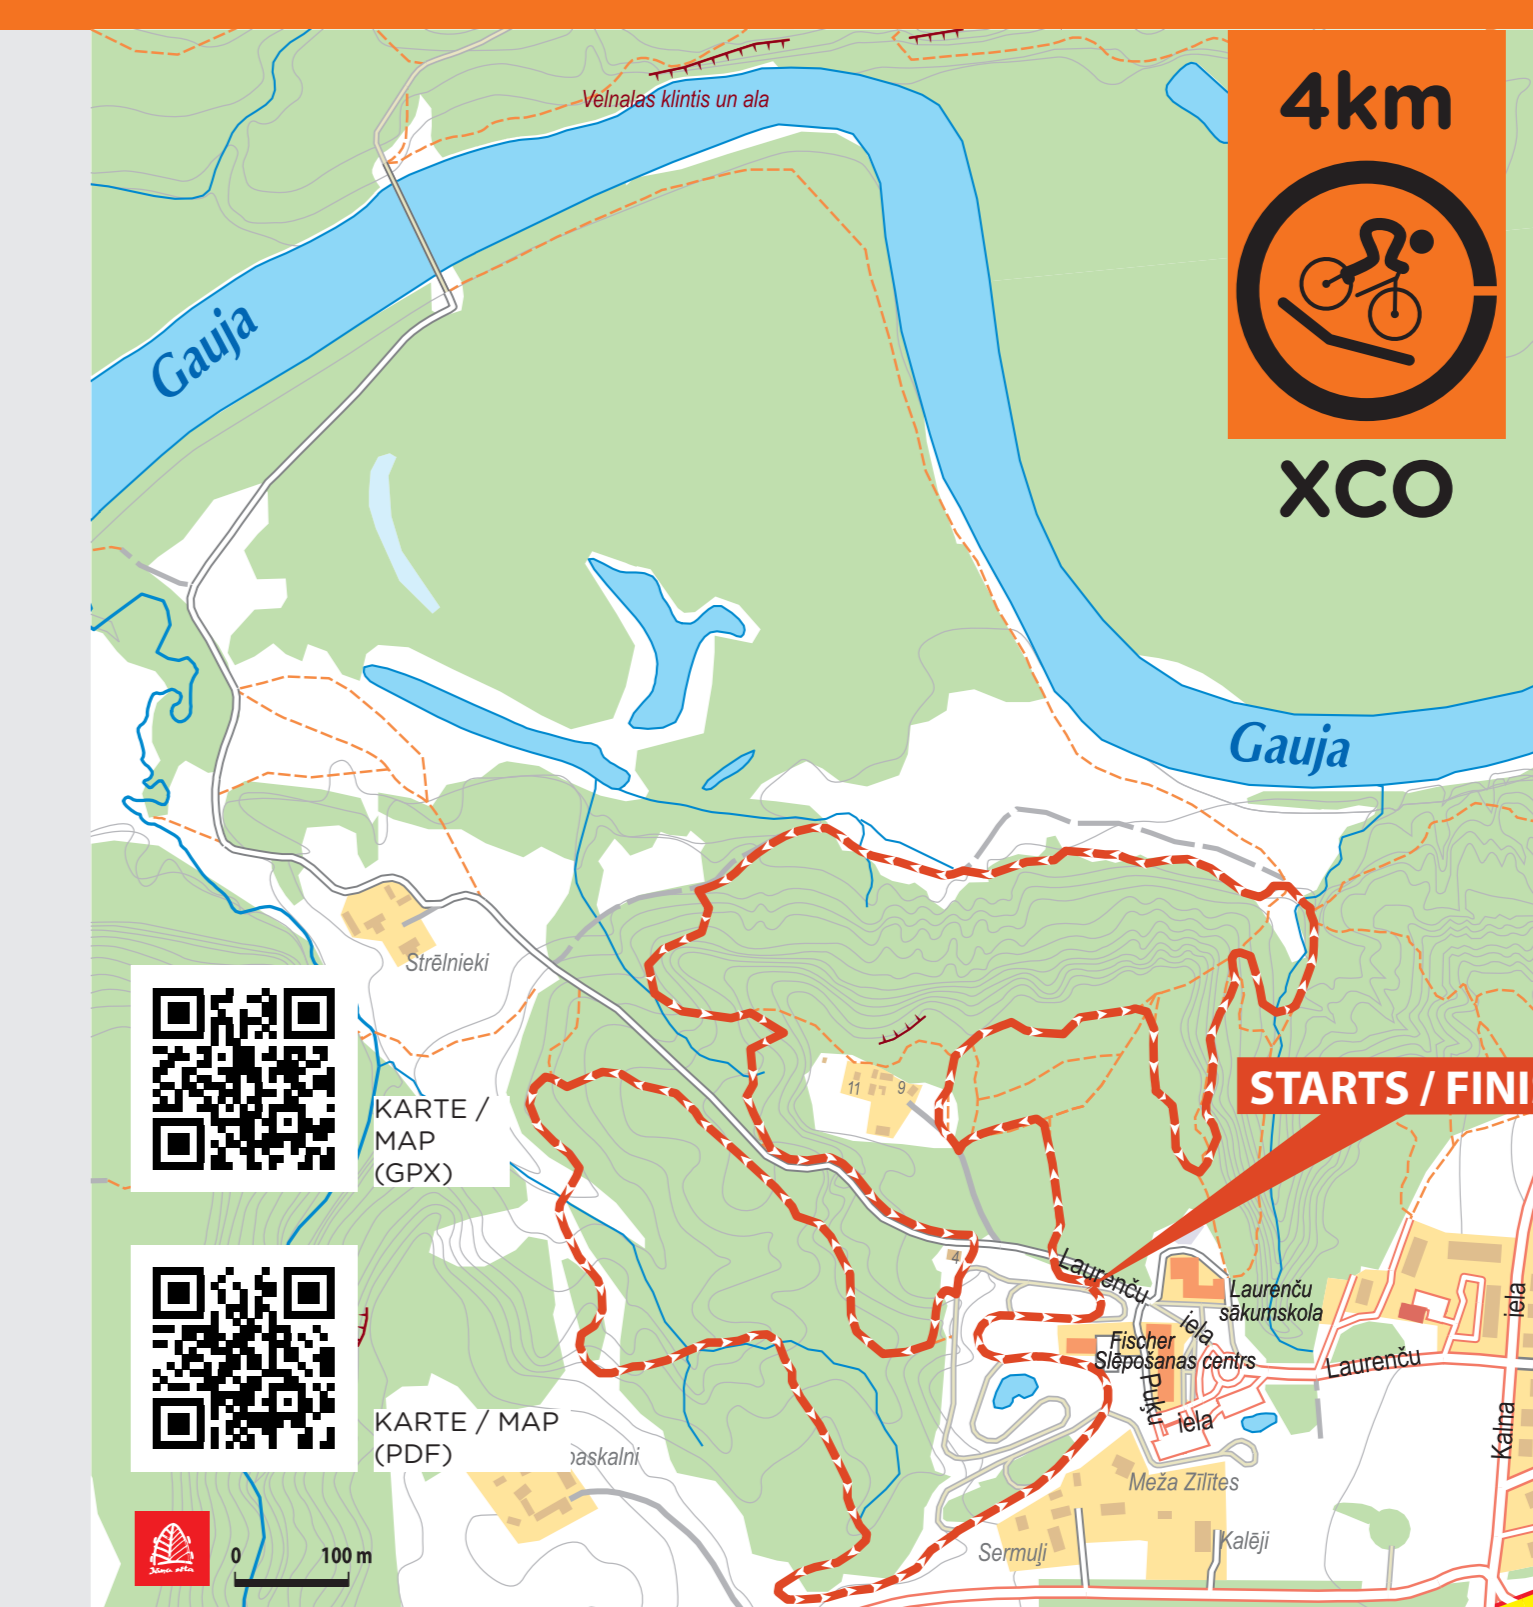 Velnalas klintis un ala
4km
XCO
Gauja
Gauja
Strēlnieki
11
9
KARTE /
MAP
(GPX)
STARTS / FINI
4
Laurenču
iela
Laurenču
sākumskola
Fischer
Slēpošanas centrs
Puķu
iela
Laurenču
iela
Kalna
KARTE / MAP
(PDF)
paskalni
Meža Zīlītes
Kalēji
Sermuļi
0 100 m